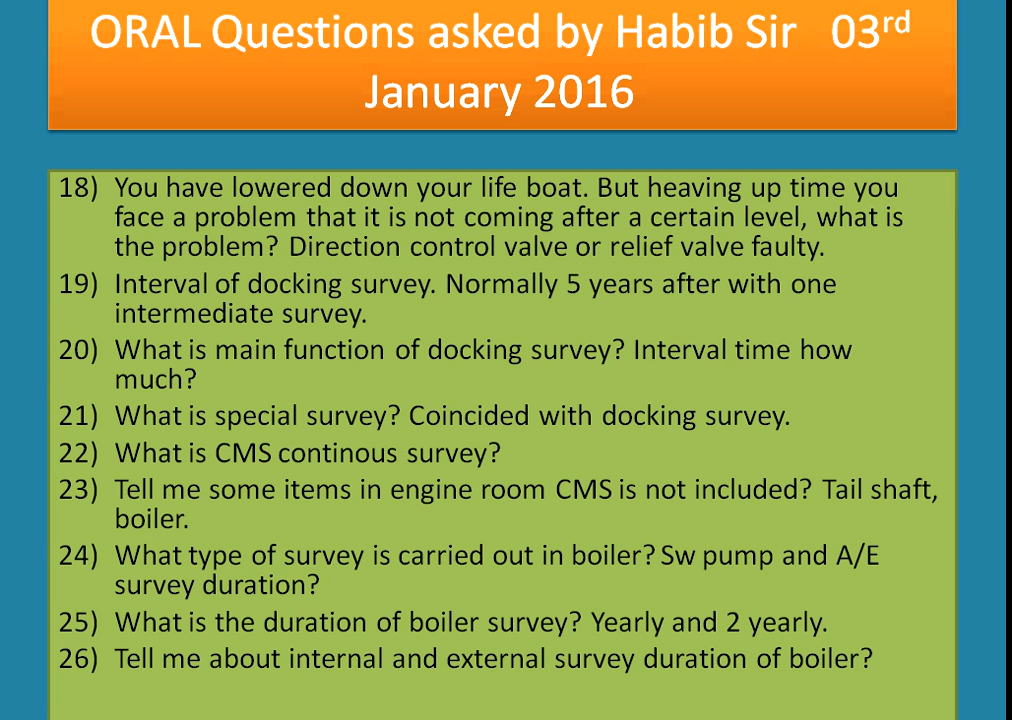 ORAL Questions asked by Habib Sir 03rd
January 2016
18) You have lowered down your life boat. But heaving up time you
face a problem that it is not coming after a certain level, what is
the problem? Direction control valve or relief valve faulty.
19) Interval of docking survey. Normally 5 years after with one
intermediate survey.
20) What is main function of docking survey? Interval time how
much?
21) What is special survey? Coincided with docking survey.
22) What is CMS continous survey?
23) Tell me some items in engine room CMS is not included? Tail shaft,
boiler.
24) What type of survey is carried out in boiler? Sw pump and A/E
survey duration?
25) What is the duration of boiler survey? Yearly and 2 yearly.
26) Tell me about internal and external survey duration of boiler?